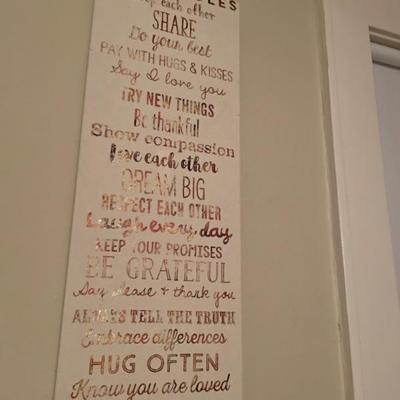 each other
SHARE
Do your best
PAY WITH HUGS & KISSES
Say I love you
TRY NEW THINGS
Be thankful
Show compassion
Love each other
DREAM BIG
RESPECT EACH OTHER
Laugh every day
KEEP YOUR PROMISES
BE GRATEFUL
Say please & thank you
ALWAYS TELL THE TRUTH
Embrace differences
HUG OFTEN
Know you are loved